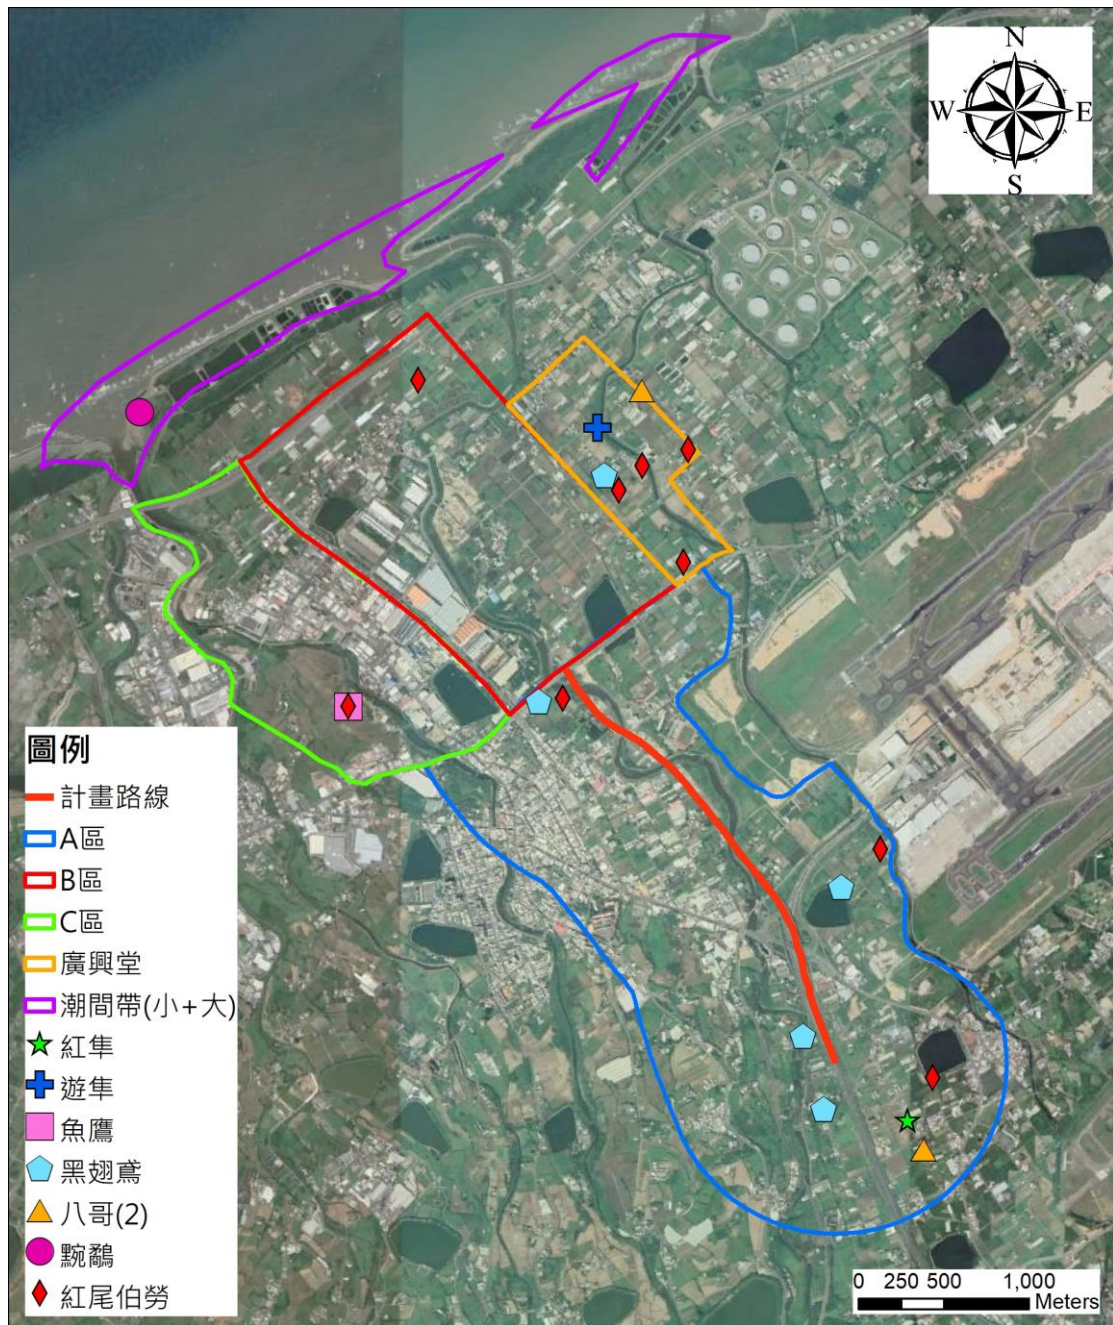 N
W E
S
圖例
計畫路線
A區
B區
C區
廣興堂
潮間帶(小+大)
紅隼
遊隼
魚鷹
黑翅鳶
八哥(2)
黦鷸
紅尾伯勞
0 250 500 1,000
Meters